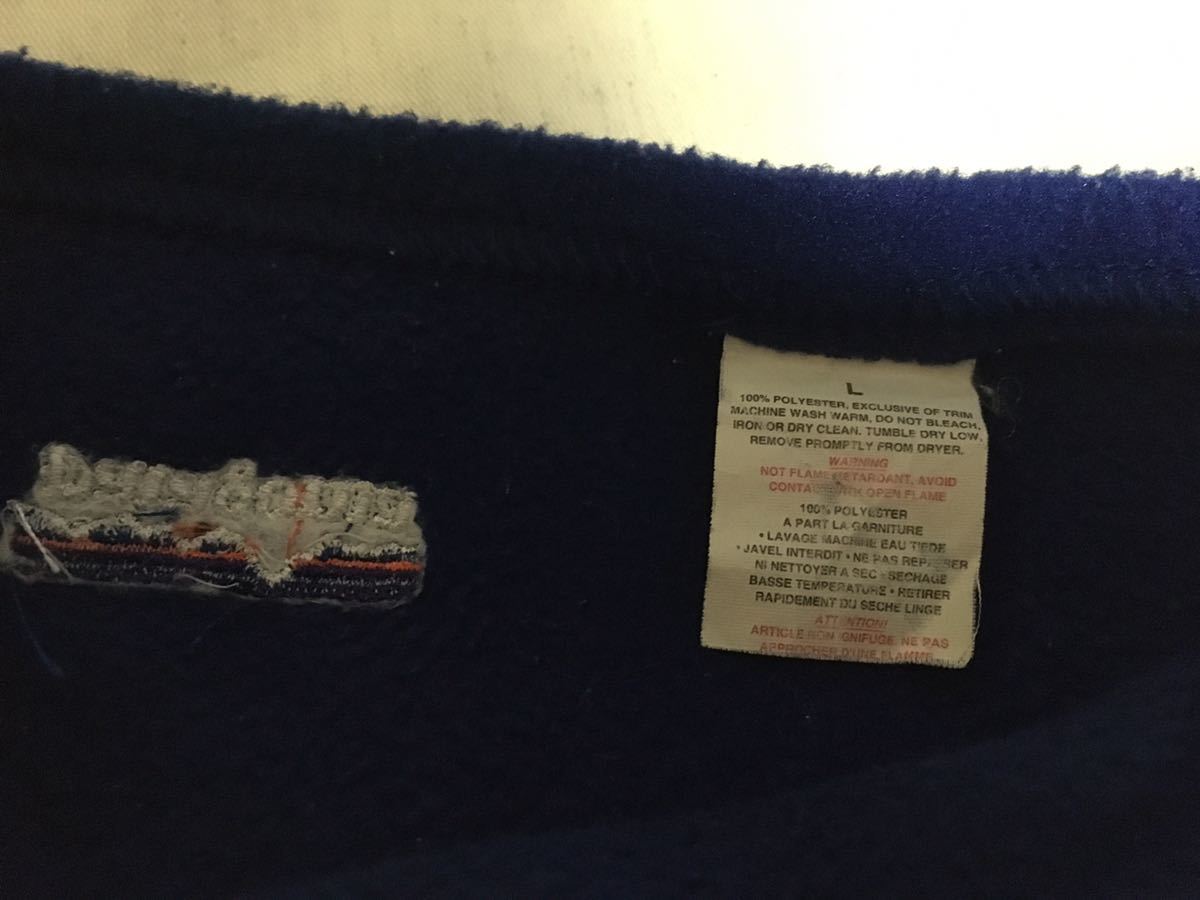 L
100% POLYESTER, EXCLUSIVE OF TRIM
MACHINE WASH WARM, DO NOT BLEACH,
IRON OR DRY CLEAN. TUMBLE DRY LOW.
REMOVE PROMPTLY FROM DRYER.
WARNING
NOT FLAME RETARDANT, AVOID
CONTACT WITH OPEN FLAME
100% POLYESTER
A PART LA GARNITURE
• LAVAGE MACHINE EAU TIEDE
• JAVEL INTERDIT • NE PAS REPASSER
NI NETTOYER A SEC • SECHAGE
BASSE TEMPERATURE • RETIRER
RAPIDEMENT DU SECHE LINGE
ATTENTION!
ARTICLE NON IGNIFUGE, NE PAS
APPROCHER D'UNE FLAMME